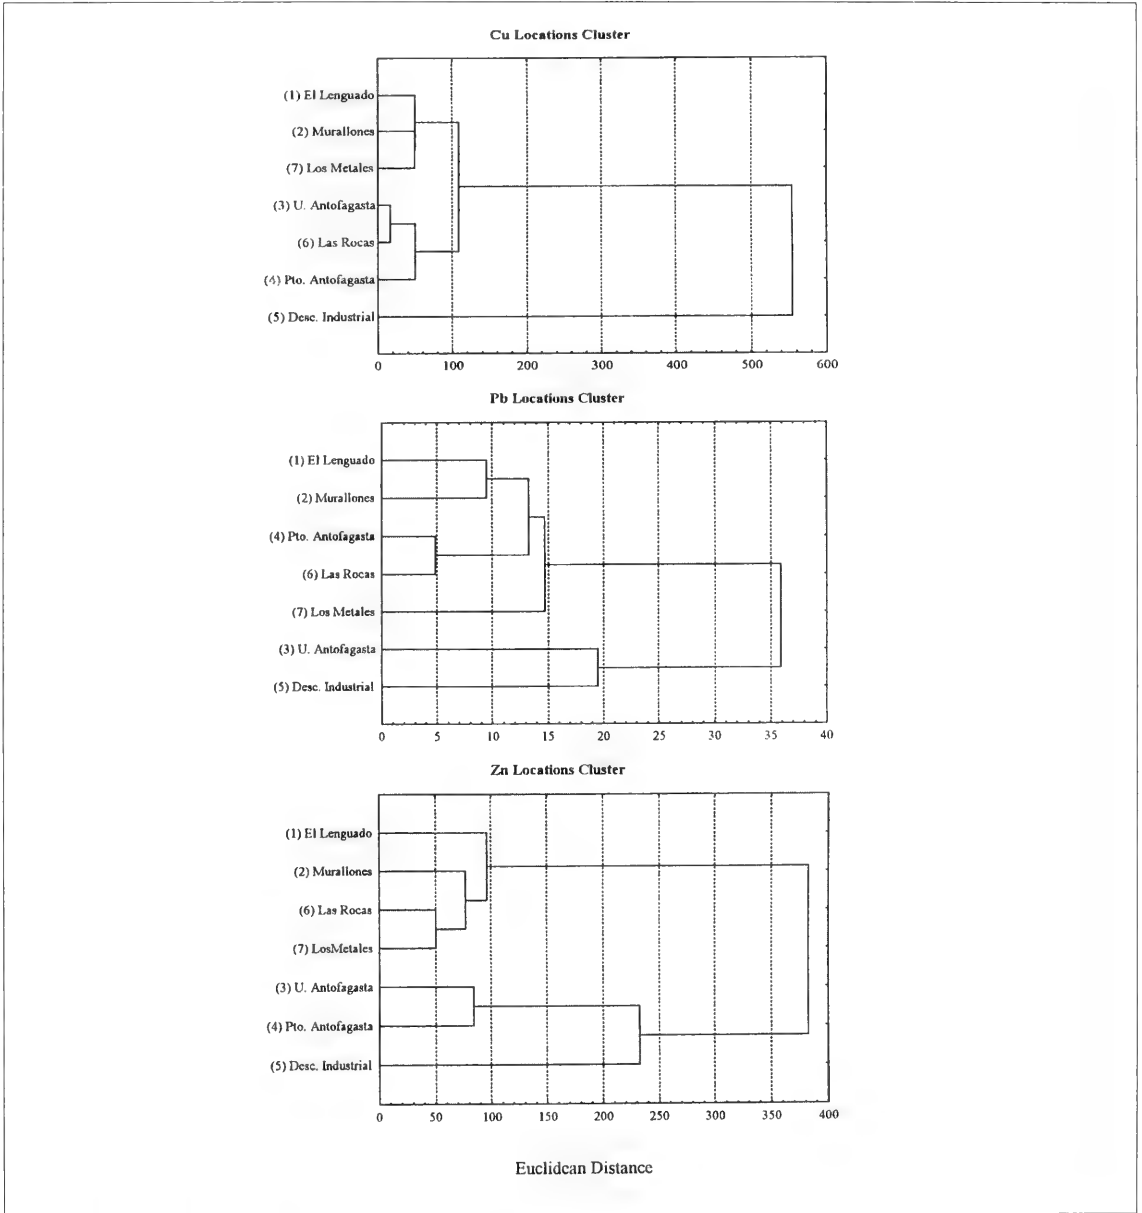 Cu Locations Cluster
(1) El Lenguado
(2) Murallones
(7) Los Metales
(3) U. Antofagasta
(6) Las Rocas
(4) Pto. Antofagasta
(5) Desc. Industrial
0 100 200 300 400 500 600
Pb Locations Cluster
(1) El Lenguado
(2) Murallones
(4) Pto. Antofagasta
(6) Las Rocas
(7) Los Metales
(3) U. Antofagasta
(5) Desc. Industrial
0 5 10 15 20 25 30 35 40
Zn Locations Cluster
(1) El Lenguado
(2) Murallones
(6) Las Rocas
(7) LosMetales
(3) U. Antofagasta
(4) Pto. Antofagasta
(5) Desc. Industrial
0 50 100 150 200 250 300 350 400
Euclidean Distance